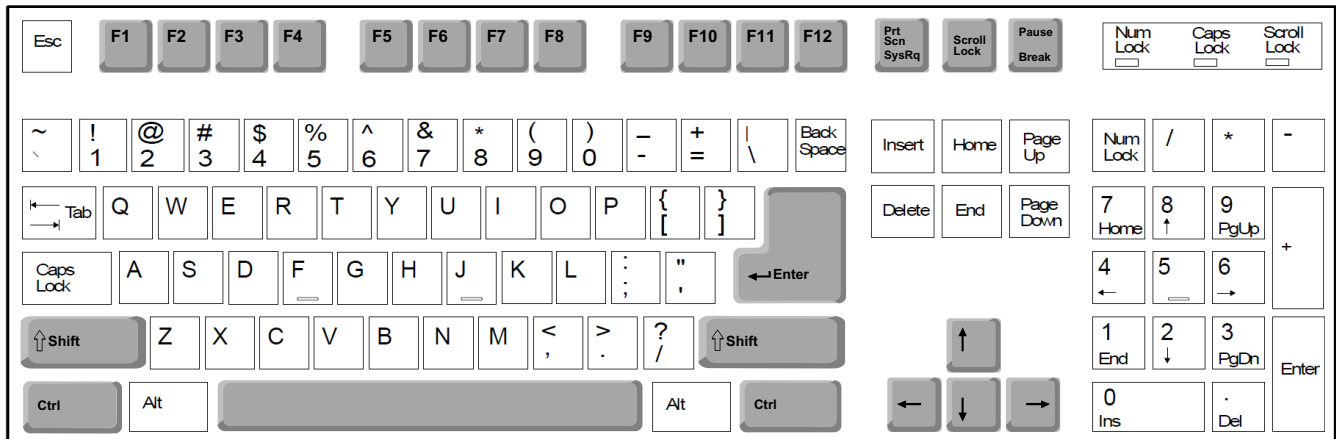 Esc F1 F2 F3 F4 F5 F6 F7 F8 F9 F10 F11 F12 Prt Scn SysRq Scroll Lock Pause Break Num Lock Caps Lock Scroll Lock
~ ! @ # $ % ^ & * ( ) _ + | Back Space Insert Home Page Up Num Lock / * -
` 1 2 3 4 5 6 7 8 9 0 - = \
Tab Q W E R T Y U I O P { [ } ] Delete End Page Down 7 Home 8 ↑ 9 PgUp +
Caps Lock A S D F G H J K L : ; " ' Enter 4 ← 5 6 →
Shift Z X C V B N M < , > . ? / Shift ↑ 1 End 2 ↓ 3 PgDn Enter
Ctrl Alt Alt Ctrl ← ↓ → 0 Ins . Del